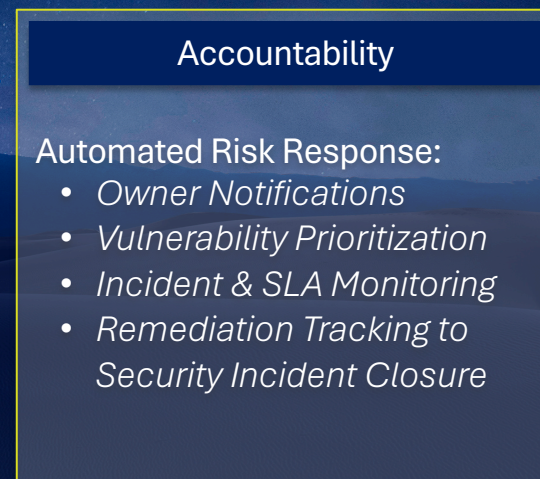 Accountability
Automated Risk Response:
• Owner Notifications
• Vulnerability Prioritization
• Incident & SLA Monitoring
• Remediation Tracking to
Security Incident Closure